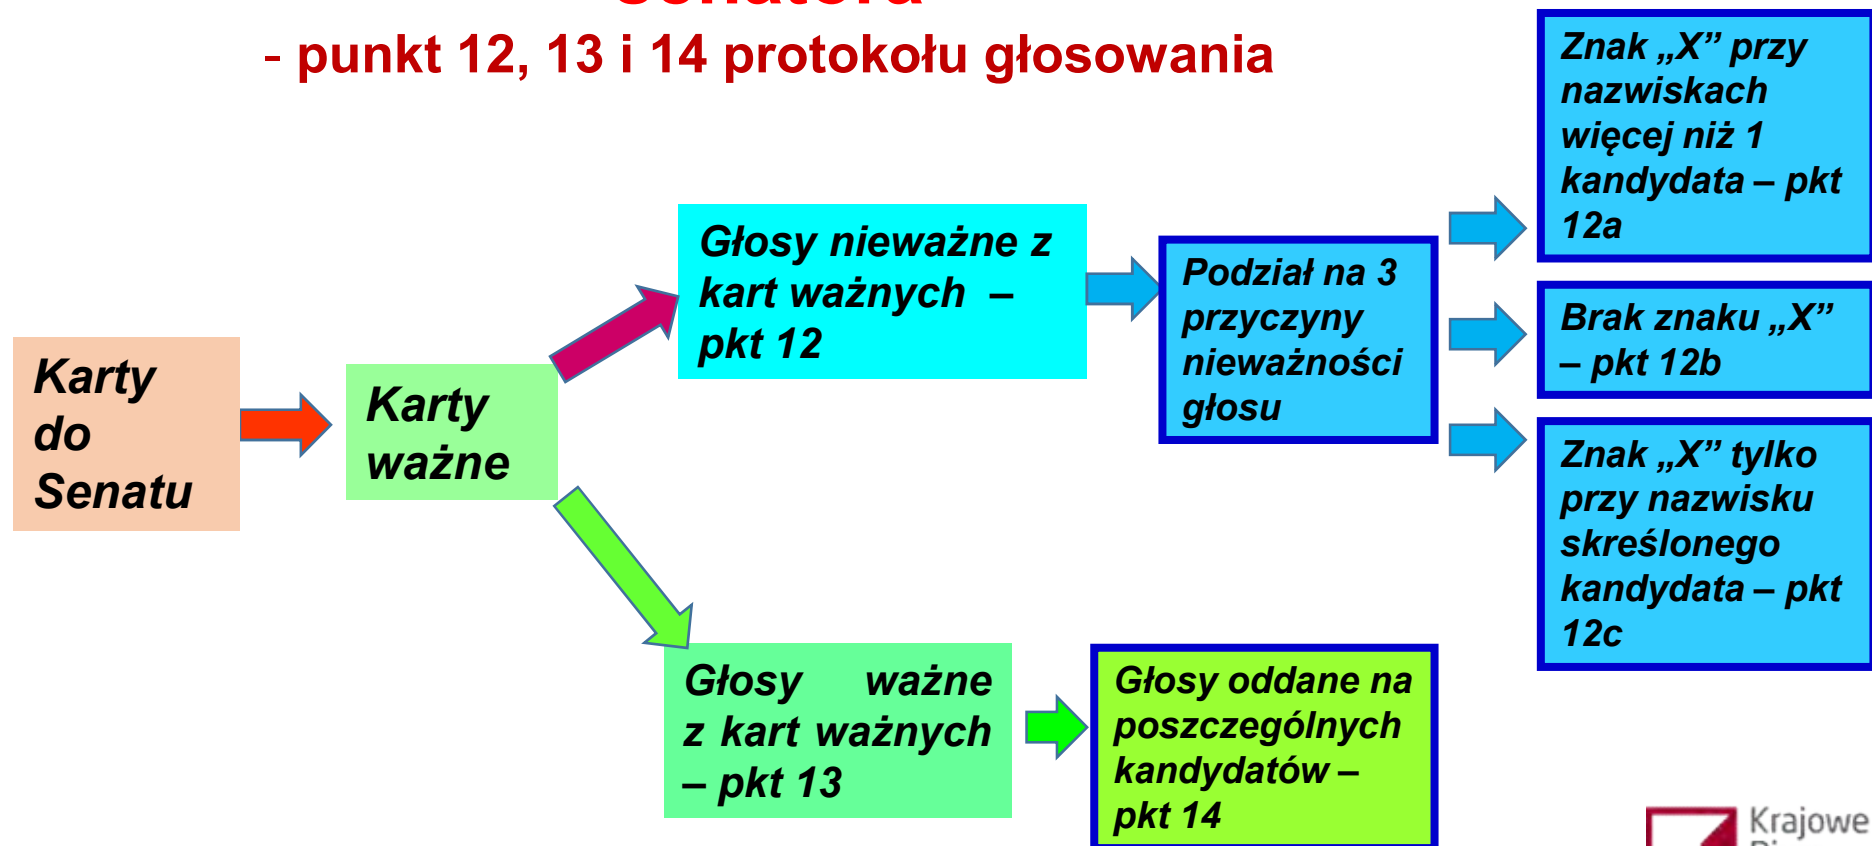 - punkt 12, 13 i 14 protokołu głosowania
Karty
do
Senatu
Karty
ważne
Głosy nieważne z
kart ważnych –
pkt 12
Podział na 3
przyczyny
nieważności
głosu
Znak „X” przy
nazwiskach
więcej niż 1
kandydata – pkt
12a
Brak znaku „X”
– pkt 12b
Znak „X” tylko
przy nazwisku
skreślonego
kandydata – pkt
12c
Głosy ważne
z kart ważnych
– pkt 13
Głosy oddane na
poszczególnych
kandydatów –
pkt 14
Krajowe